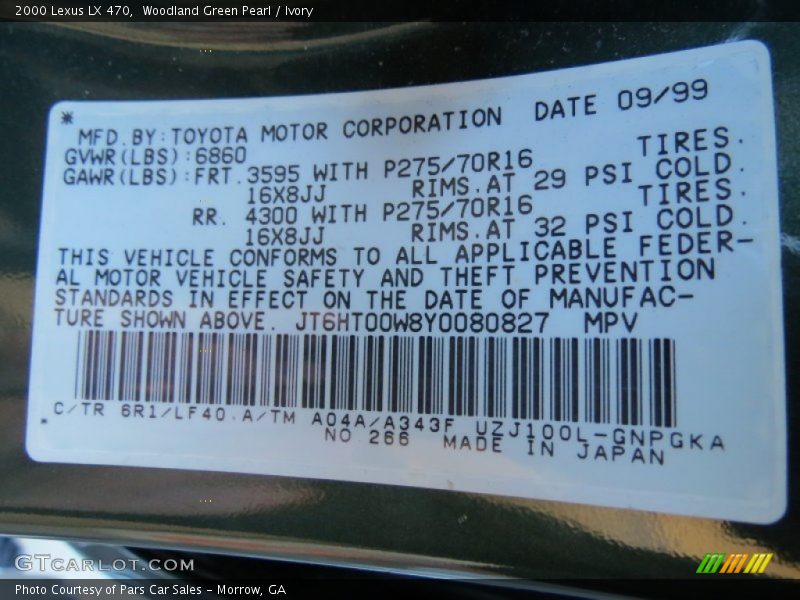 2000 Lexus LX 470,  Woodland Green Pearl / Ivory
* MFD.BY:TOYOTA MOTOR CORPORATION   DATE 09/99
GVWR(LBS):6860
GAWR(LBS):FRT.3595 WITH P275/70R16 TIRES.
16X8JJ RIMS.AT 29 PSI COLD.
RR. 4300 WITH P275/70R16 TIRES.
16X8JJ RIMS.AT 32 PSI COLD.
THIS VEHICLE CONFORMS TO ALL APPLICABLE FEDER-
AL MOTOR VEHICLE SAFETY AND THEFT PREVENTION
STANDARDS IN EFFECT ON THE DATE OF MANUFAC-
TURE SHOWN ABOVE. JT6HT00W8Y0080827   MPV
C/TR 6R1/LF40.A/TM A04A/A343F UZJ100L-GNPGKA
NO 266   MADE IN JAPAN
GTCARLOT.COM
Photo Courtesy of Pars Car Sales - Morrow, GA